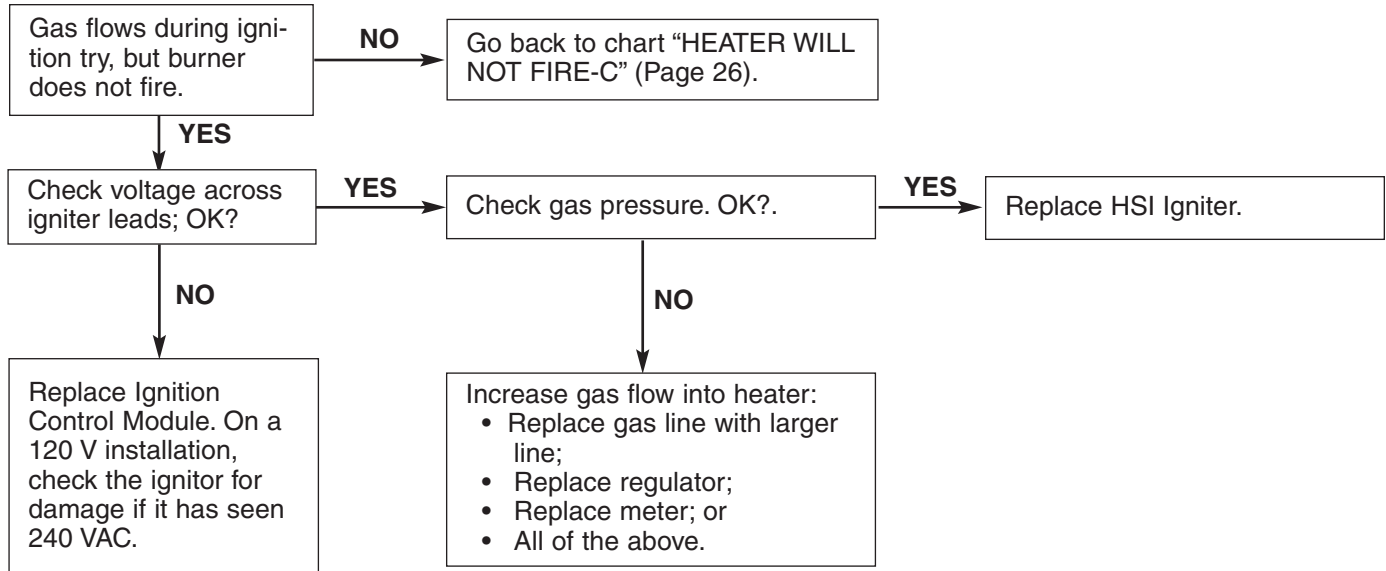 Gas flows during igni-
tion try, but burner
does not fire.
NO
Go back to chart “HEATER WILL
NOT FIRE-C” (Page 26).
YES
Check voltage across
igniter leads; OK?
YES
Check gas pressure. OK?.
YES
Replace HSI Igniter.
NO
NO
Replace Ignition
Control Module. On a
120 V installation,
check the ignitor for
damage if it has seen
240 VAC.
Increase gas flow into heater:
• Replace gas line with larger
line;
• Replace regulator;
• Replace meter; or
• All of the above.